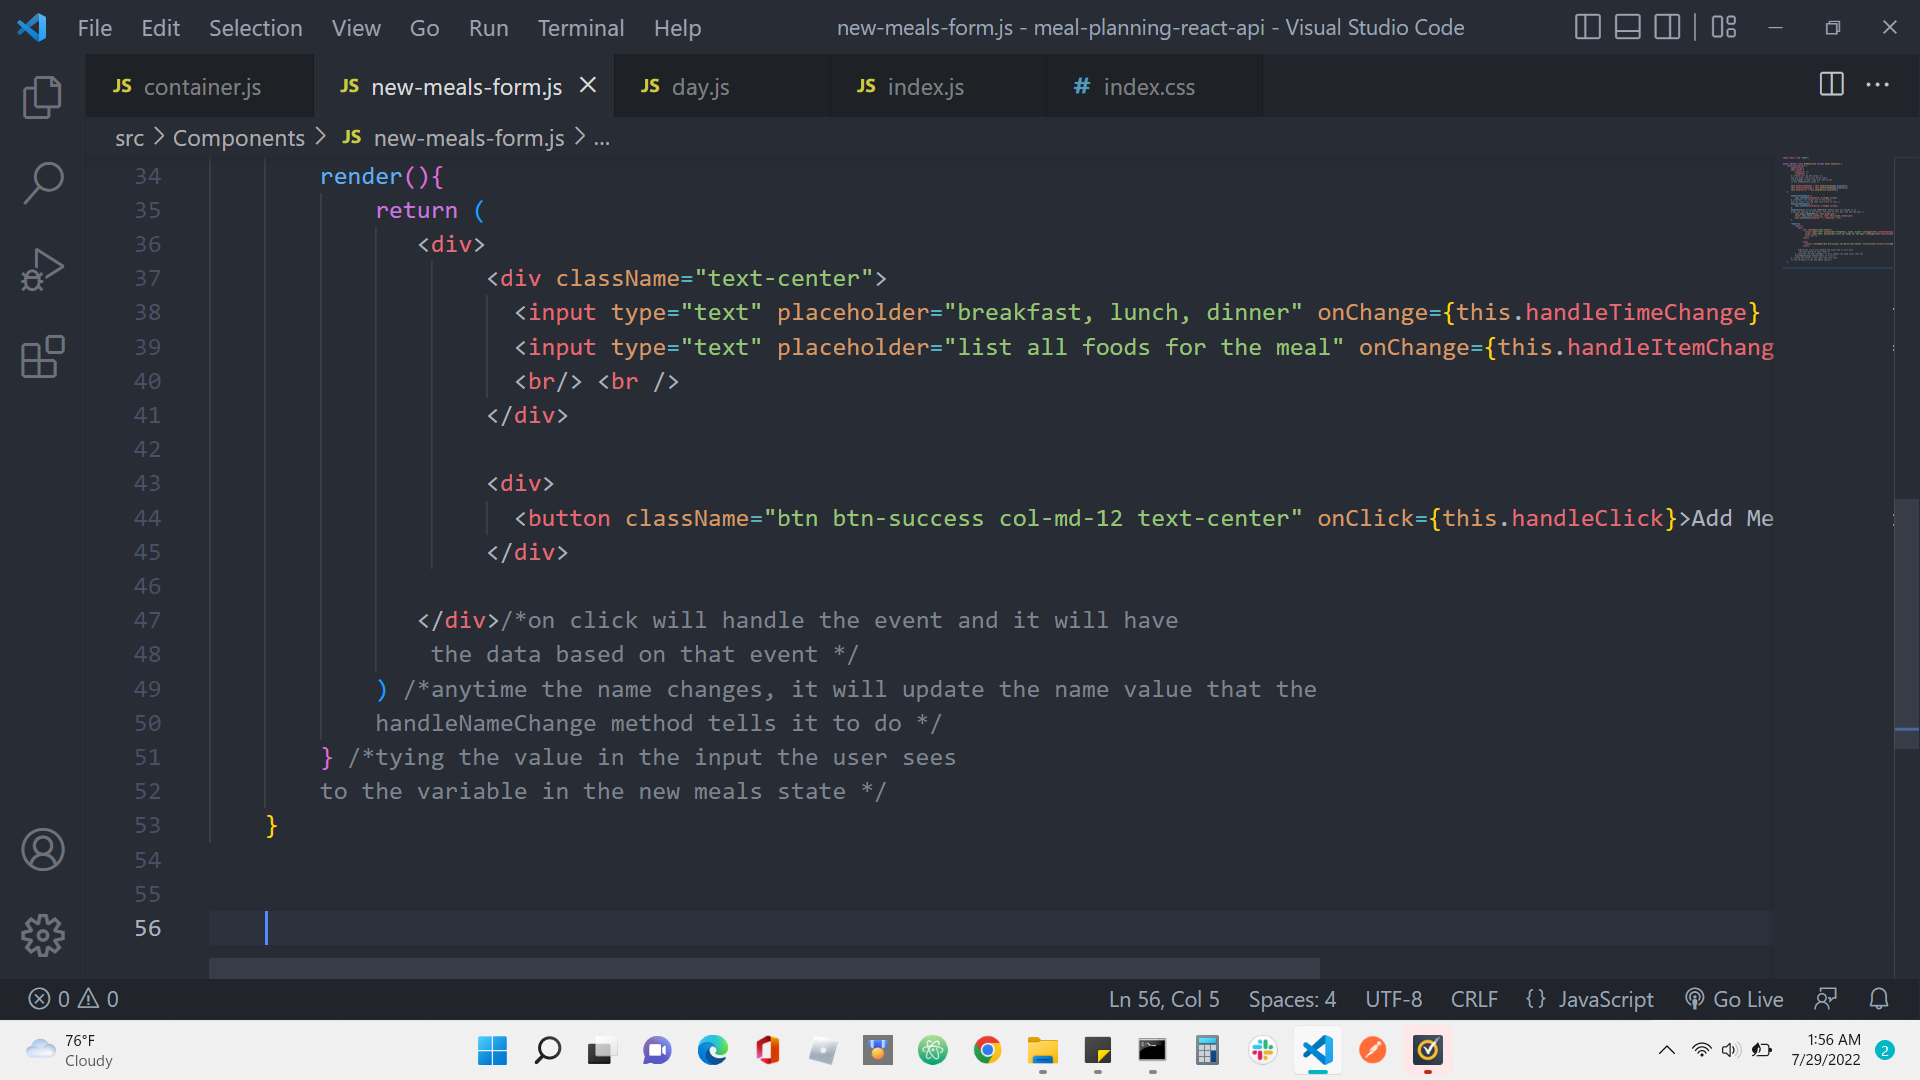 File Edit Selection View Go Run Terminal Help
new-meals-form.js - meal-planning-react-api - Visual Studio Code
JS container.js
JS new-meals-form.js
JS day.js
JS index.js
# index.css
src > Components > JS new-meals-form.js > ...
34 render(){
35 return (
36 <div>
37 <div className="text-center">
38 <input type="text" placeholder="breakfast, lunch, dinner" onChange={this.handleTimeChange}
39 <input type="text" placeholder="list all foods for the meal" onChange={this.handleItemChang
40 <br/> <br />
41 </div>
42
43 <div>
44 <button className="btn btn-success col-md-12 text-center" onClick={this.handleClick}>Add Me
45 </div>
46
47 </div>/*on click will handle the event and it will have
48 the data based on that event */
49 ) /*anytime the name changes, it will update the name value that the
50 handleNameChange method tells it to do */
51 } /*tying the value in the input the user sees
52 to the variable in the new meals state */
53 }
54
55
56
0 0
Ln 56, Col 5 Spaces: 4 UTF-8 CRLF {} JavaScript Go Live
76°F
Cloudy
1:56 AM
7/29/2022
2